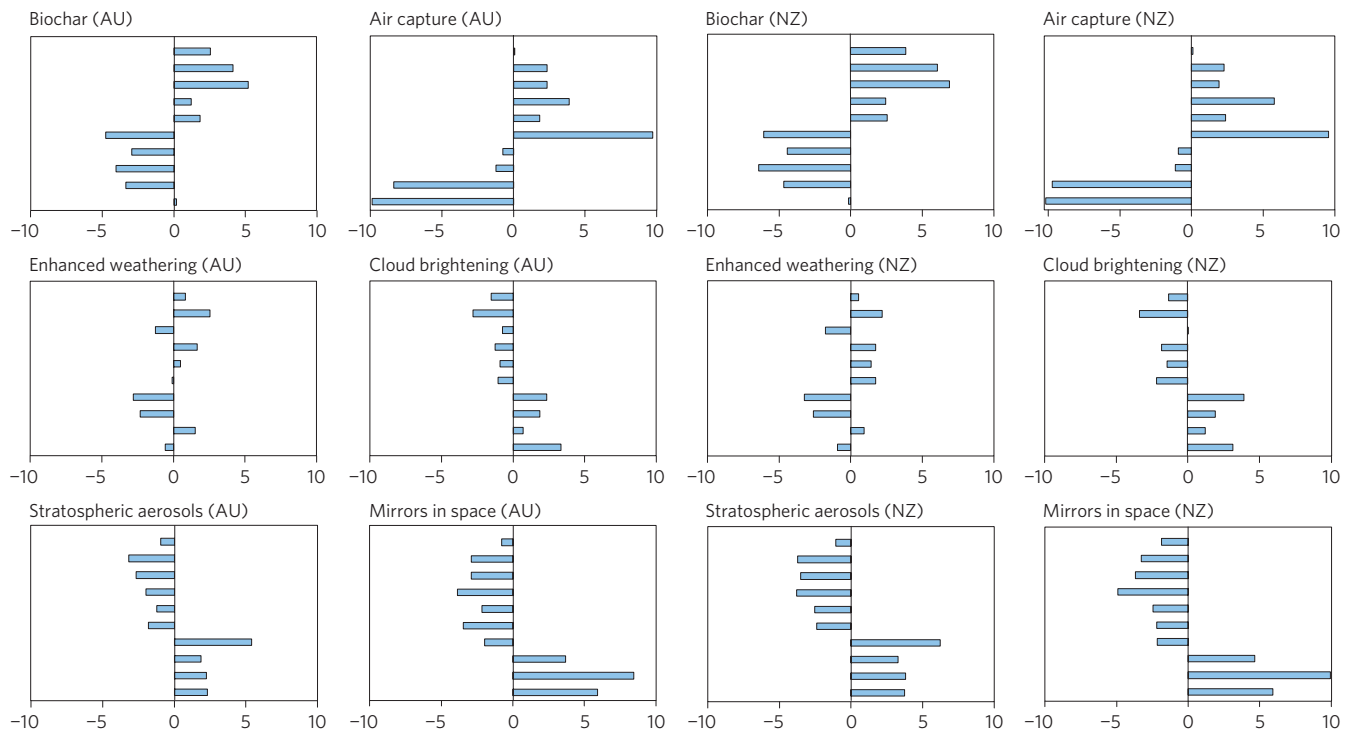 Biochar (AU) Air capture (AU) Biochar (NZ) Air capture (NZ)
−10 −5 0 5 10 −10 −5 0 5 10 −10 −5 0 5 10 −10 −5 0 5 10
Enhanced weathering (AU) Cloud brightening (AU) Enhanced weathering (NZ) Cloud brightening (NZ)
−10 −5 0 5 10 −10 −5 0 5 10 −10 −5 0 5 10 −10 −5 0 5 10
Stratospheric aerosols (AU) Mirrors in space (AU) Stratospheric aerosols (NZ) Mirrors in space (NZ)
−10 −5 0 5 10 −10 −5 0 5 10 −10 −5 0 5 10 −10 −5 0 5 10